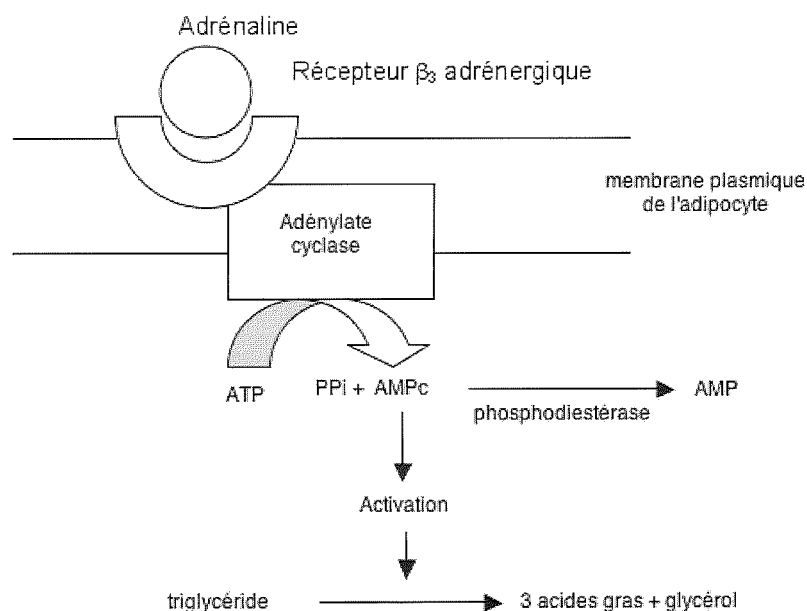 Adrénaline
Récepteur β₃ adrénergique
membrane plasmique
de l'adipocyte
Adénylate
cyclase
ATP
PPi + AMPc
phosphodiestérase
AMP
Activation
triglycéride
3 acides gras + glycérol